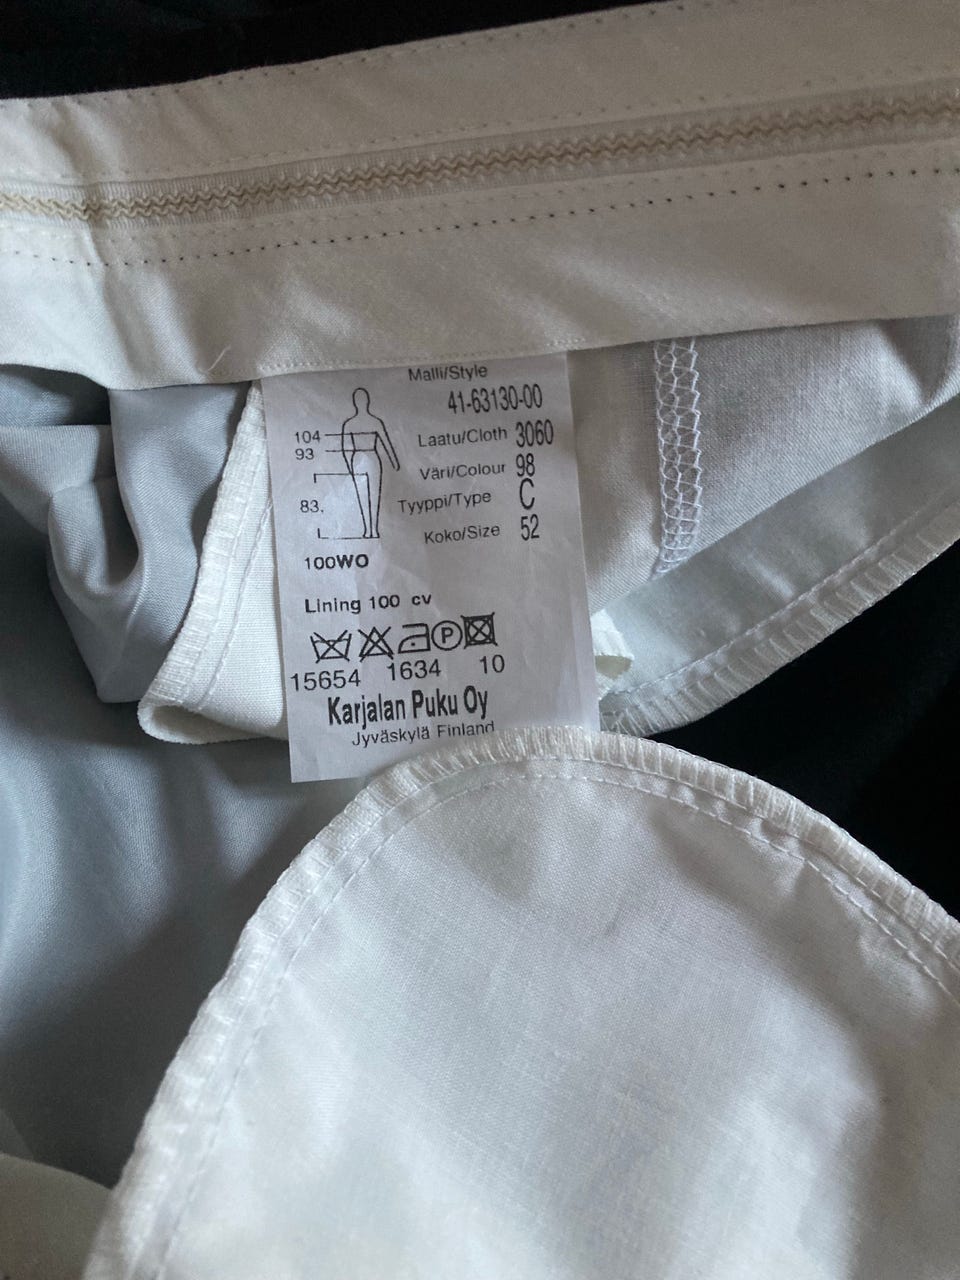 Malli/Style
41-63130-00
Laatu/Cloth 3060
Väri/Colour 98
Tyyppi/Type C
Koko/Size 52
104
93
83,
100WO
Lining 100 cv
P
15654 1634 10
Karjalan Puku Oy
Jyväskylä Finland